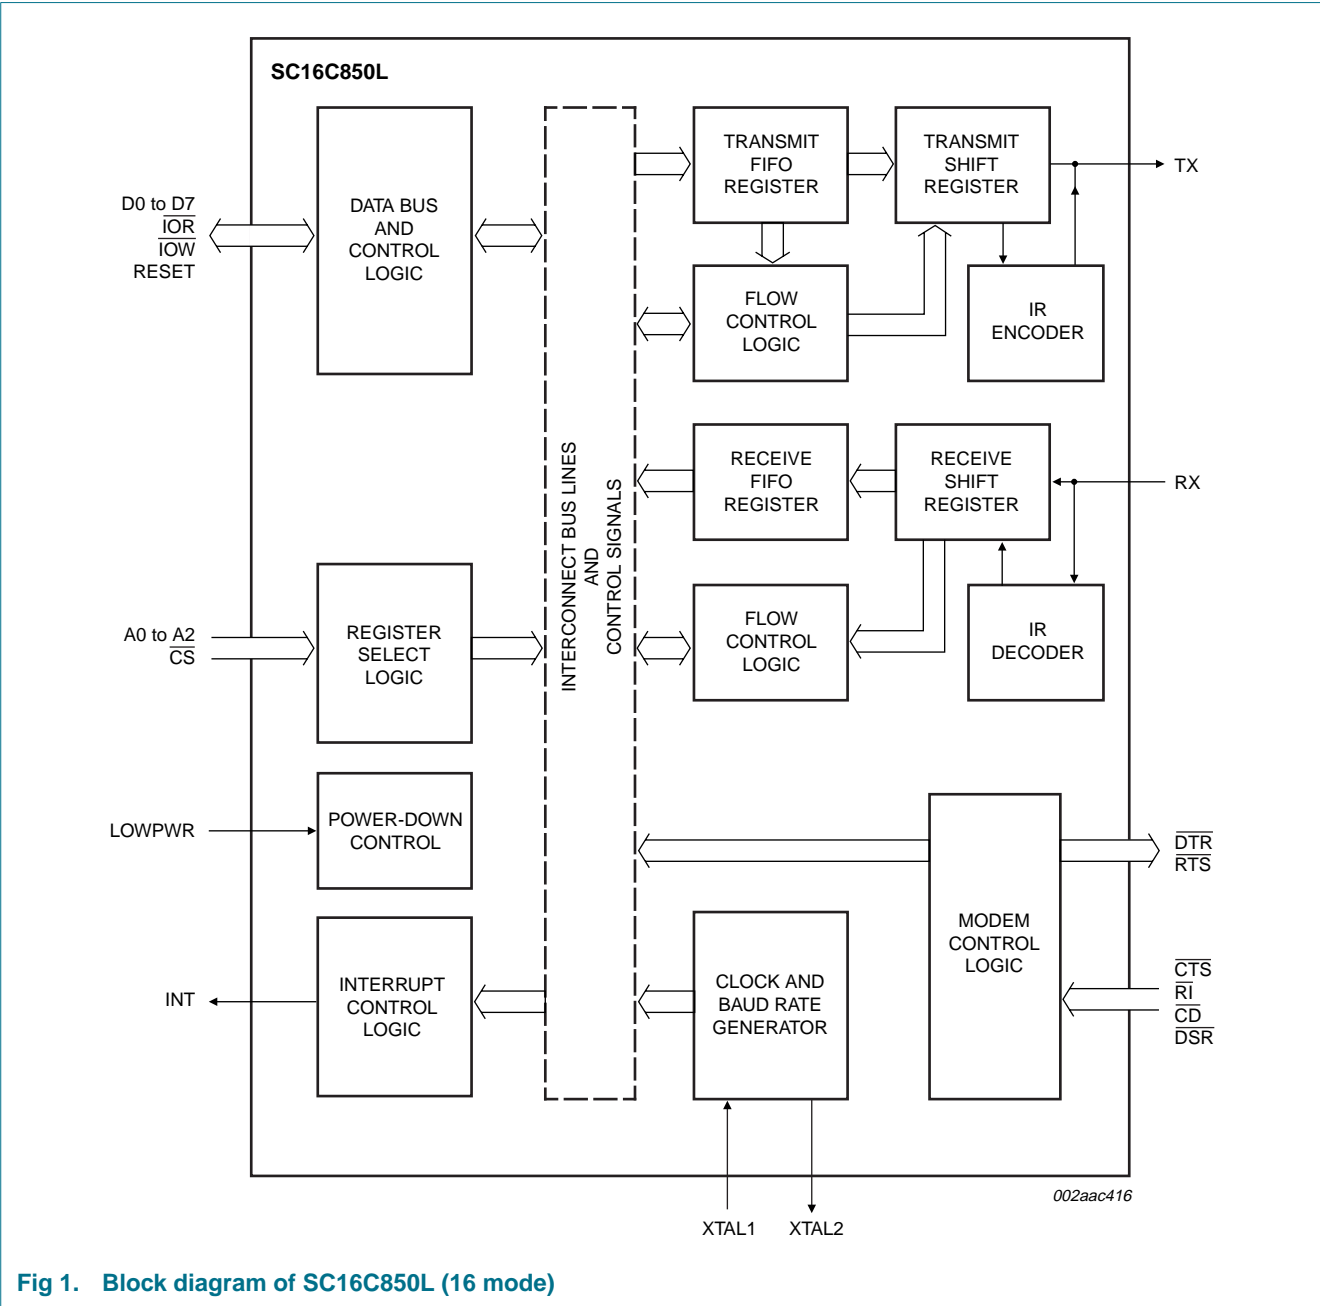 SC16C850L
D0 to D7
IOR
IOW
RESET
DATA BUS
AND
CONTROL
LOGIC
TRANSMIT
FIFO
REGISTER
TRANSMIT
SHIFT
REGISTER
TX
FLOW
CONTROL
LOGIC
IR
ENCODER
INTERCONNECT BUS LINES
AND
CONTROL SIGNALS
RECEIVE
FIFO
REGISTER
RECEIVE
SHIFT
REGISTER
RX
A0 to A2
CS
REGISTER
SELECT
LOGIC
FLOW
CONTROL
LOGIC
IR
DECODER
LOWPWR
POWER-DOWN
CONTROL
DTR
RTS
MODEM
CONTROL
LOGIC
INT
INTERRUPT
CONTROL
LOGIC
CLOCK AND
BAUD RATE
GENERATOR
CTS
RI
CD
DSR
XTAL1
XTAL2
002aac416
Fig 1. Block diagram of SC16C850L (16 mode)